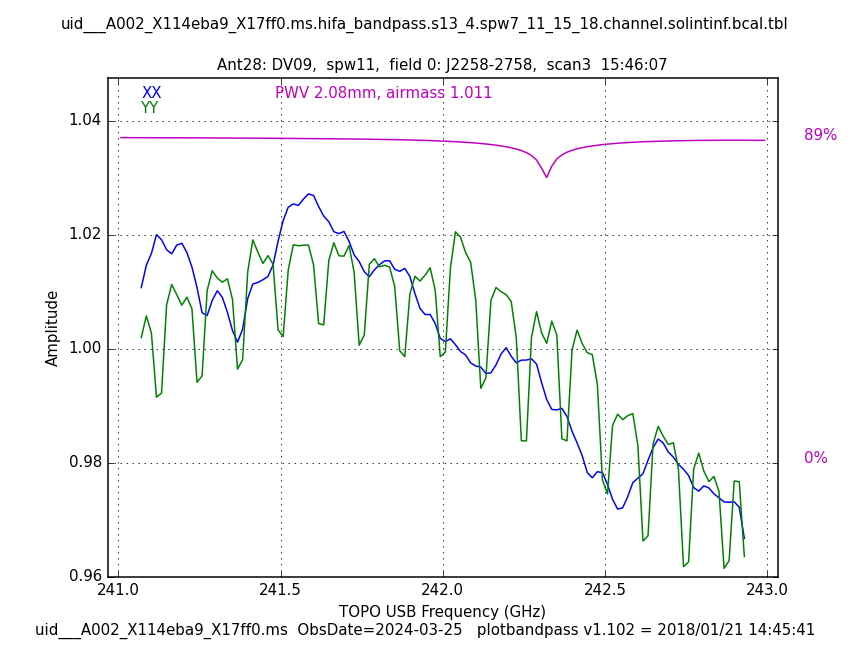 uid___A002_X114eba9_X17ff0.ms.hifa_bandpass.s13_4.spw7_11_15_18.channel.solintinf.bcal.tbl
Ant28: DV09, spw11, field 0: J2258-2758, scan3 15:46:07
XX
PWV 2.08mm, airmass 1.011
YY
1.04
89%
1.02
1.00
Amplitude
0.98
0%
0.96
241.0 241.5 242.0 242.5 243.0
TOPO USB Frequency (GHz)
uid___A002_X114eba9_X17ff0.ms ObsDate=2024-03-25 plotbandpass v1.102 = 2018/01/21 14:45:41